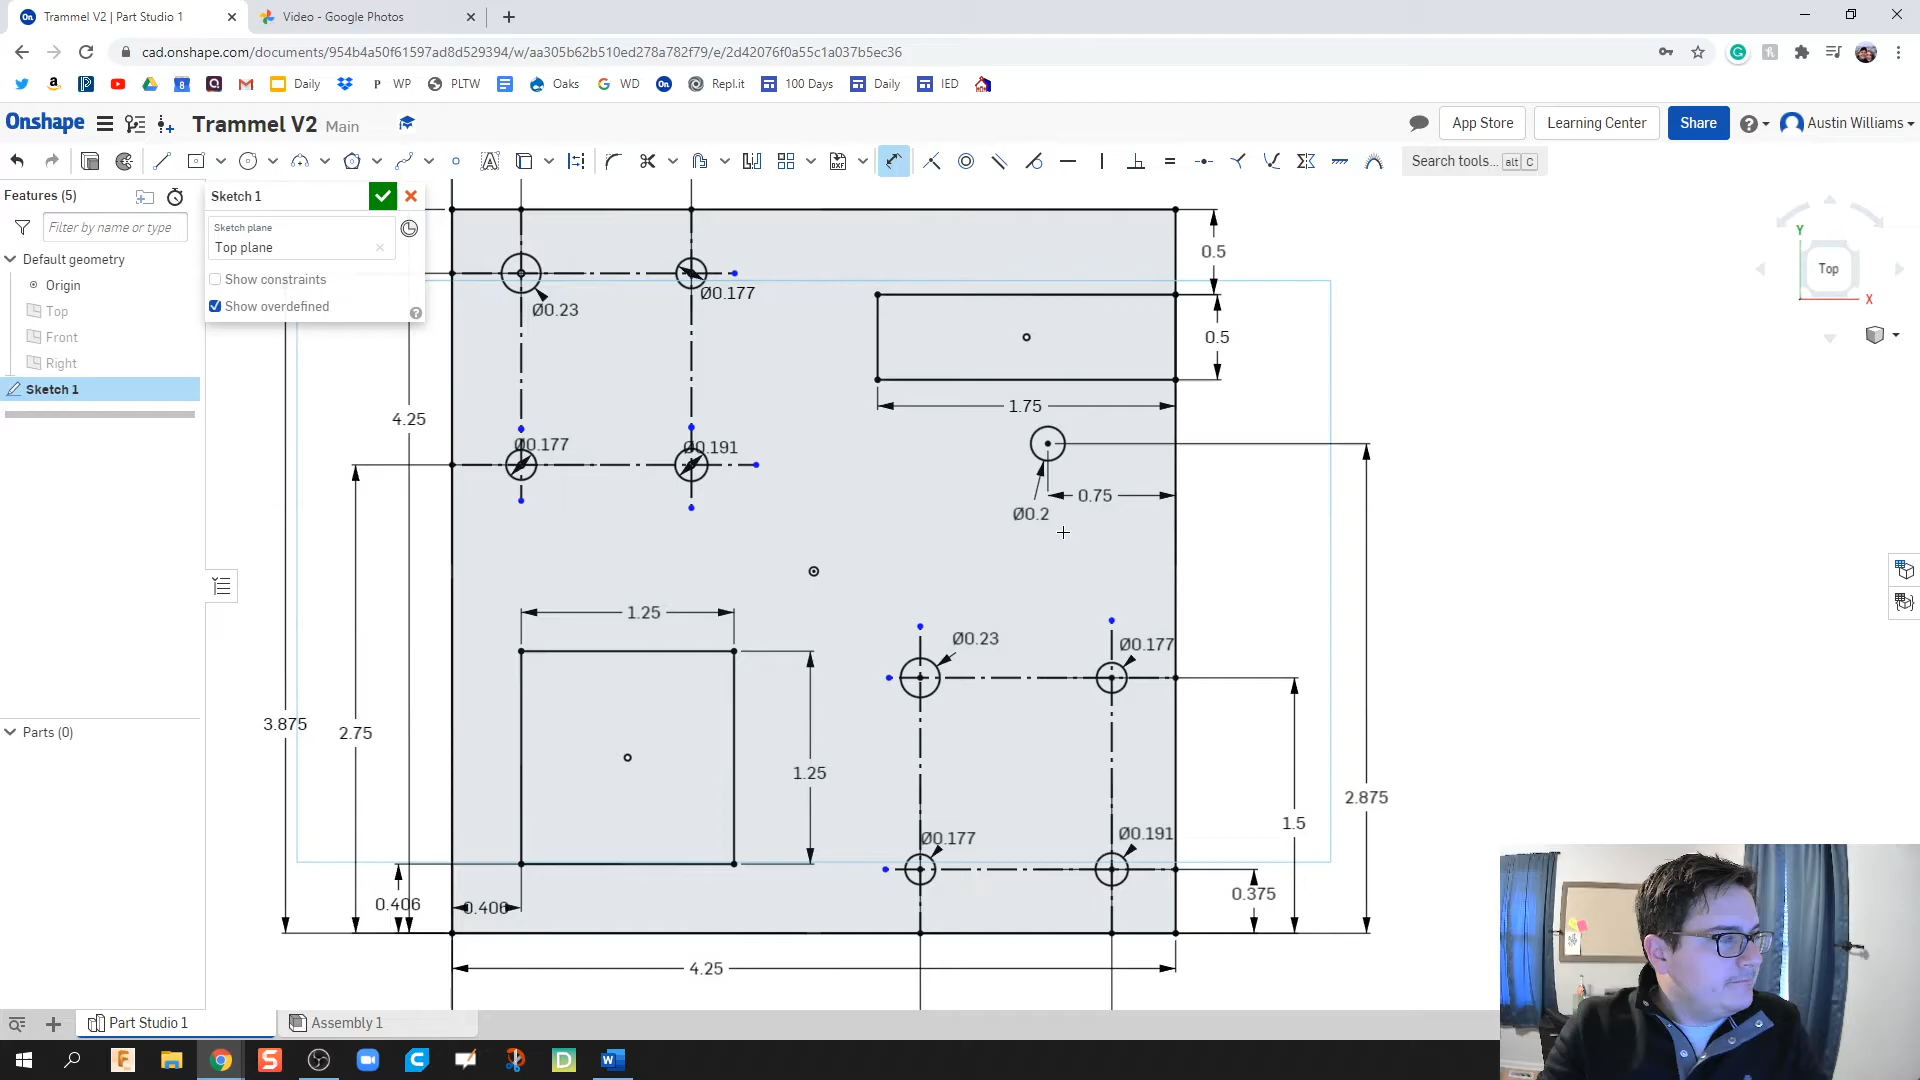 Trammel V2 | Part Studio 1
Video - Google Photos
cad.onshape.com/documents/954b4a50f61597ad8d529394/w/aa305b62b510ed278a782f79/e/2d42076f0a55c1a037b5ec36
Daily
WP
PLTW
Oaks
WD
Repl.it
100 Days
Daily
IED
Onshape
Trammel V2 Main
App Store
Learning Center
Share
Austin Williams
Search tools... alt C
Features (5)
Filter by name or type
Default geometry
Origin
Top
Front
Right
Sketch 1
Parts (0)
Sketch 1
Sketch plane
Top plane
Show constraints
Show overdefined
Ø0.23
Ø0.177
0.5
0.5
1.75
4.25
Ø0.177
Ø0.191
0.75
Ø0.2
1.25
Ø0.23
Ø0.177
3.875
2.75
1.25
2.875
1.5
Ø0.177
Ø0.191
0.375
0.406
0.406
4.25
Y
Top
X
Part Studio 1
Assembly 1